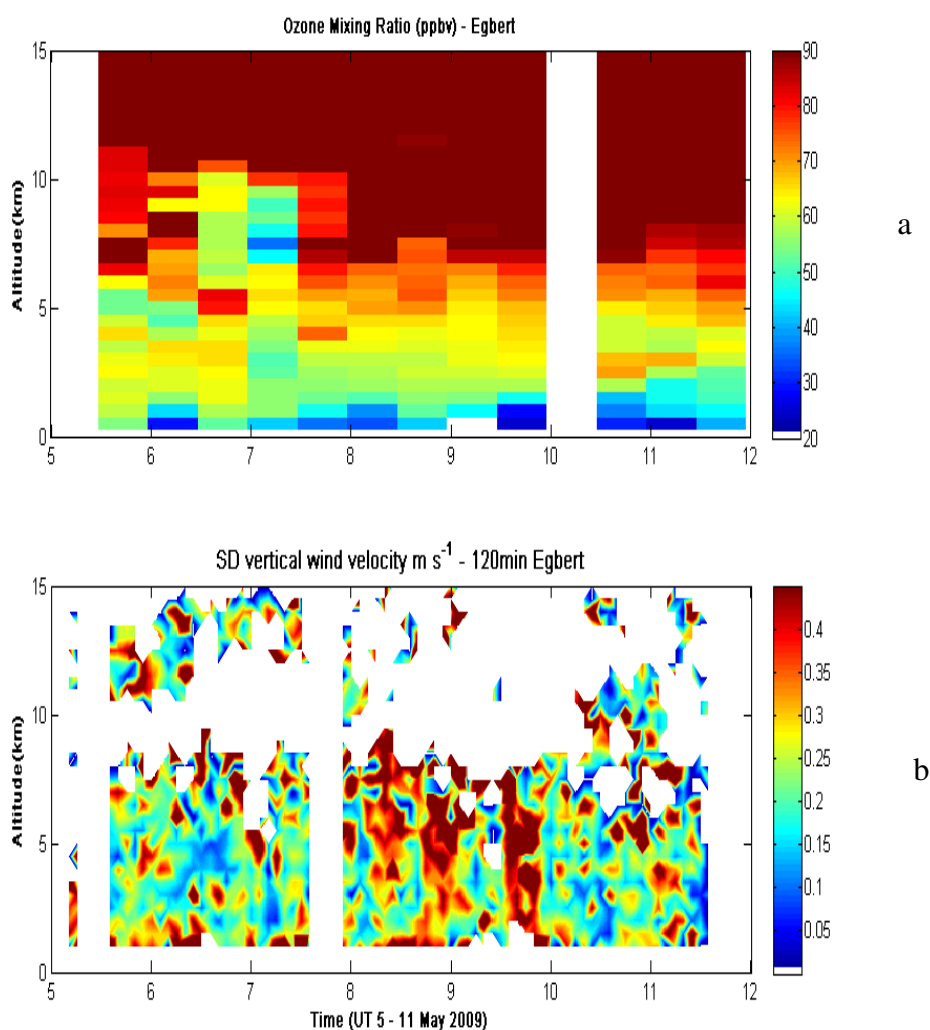 Ozone Mixing Ratio (ppbv) - Egbert
Altitude(km)
15
10
5
0
5 6 7 8 9 10 11 12
90
80
70
60
50
40
30
20
a
SD vertical wind velocity m s⁻¹ - 120min Egbert
Altitude(km)
15
10
5
0
5 6 7 8 9 10 11 12
Time (UT 5 - 11 May 2009)
0.4
0.35
0.3
0.25
0.2
0.15
0.1
0.05
b